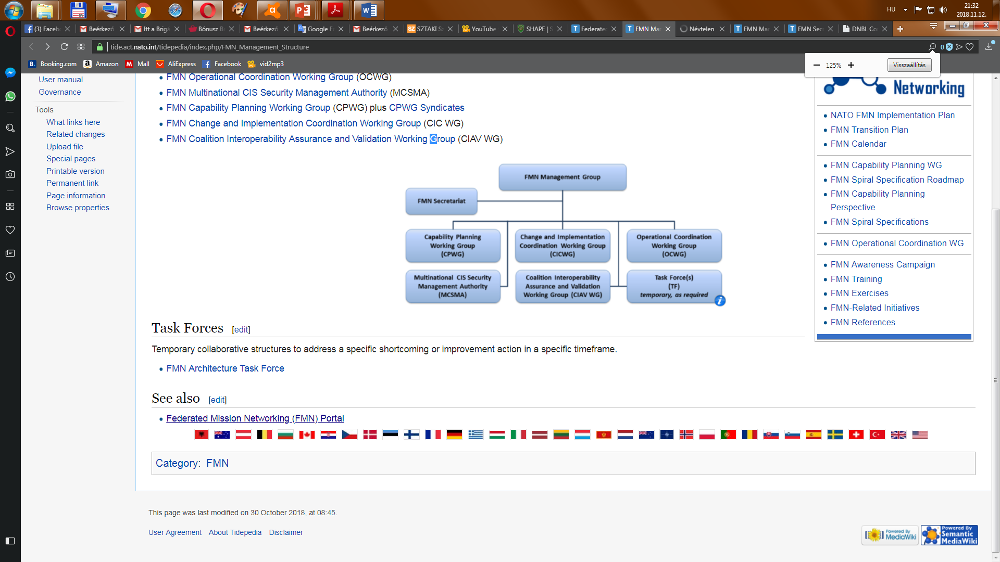 HU
21:32
2018.11.12.
(3) Faceb
Beérkező
Itt a Brigá
Bónusz B
Beérkező
Google F
Beérkező
SZTAKI Sz
YouTube
SHAPE | S
Federated
FMN Man
Névtelen
FMN Man
FMN Secr
DNBL Co
tide.act.nato.int/tidepedia/index.php/FMN_Management_Structure
0
Booking.com
Amazon
Mall
AliExpress
Facebook
vid2mp3
125%
Visszaállítás
User manual
Governance
Tools
What links here
Related changes
Upload file
Special pages
Printable version
Permanent link
Page information
Browse properties
FMN Operational Coordination Working Group (OCWG)
FMN Multinational CIS Security Management Authority (MCSMA)
FMN Capability Planning Working Group (CPWG) plus CPWG Syndicates
FMN Change and Implementation Coordination Working Group (CIC WG)
FMN Coalition Interoperability Assurance and Validation Working Group (CIAV WG)
FMN Management Group
FMN Secretariat
Capability Planning
Working Group
(CPWG)
Change and Implementation
Coordination Working Group
(CICWG)
Operational Coordination
Working Group
(OCWG)
Multinational CIS Security
Management Authority
(MCSMA)
Coalition Interoperability
Assurance and Validation
Working Group (CIAV WG)
Task Force(s)
(TF)
temporary, as required
Task Forces [edit]
Temporary collaborative structures to address a specific shortcoming or improvement action in a specific timeframe.
FMN Architecture Task Force
See also [edit]
Federated Mission Networking (FMN) Portal
Category: FMN
Networking
NATO FMN Implementation Plan
FMN Transition Plan
FMN Calendar
FMN Capability Planning WG
FMN Spiral Specification Roadmap
FMN Capability Planning
Perspective
FMN Spiral Specifications
FMN Operational Coordination WG
FMN Awareness Campaign
FMN Training
FMN Exercises
FMN-Related Initiatives
FMN References
This page was last modified on 30 October 2018, at 08:45.
User Agreement
About Tidepedia
Disclaimer
Powered By
MediaWiki
Powered By
Semantic
MediaWiki